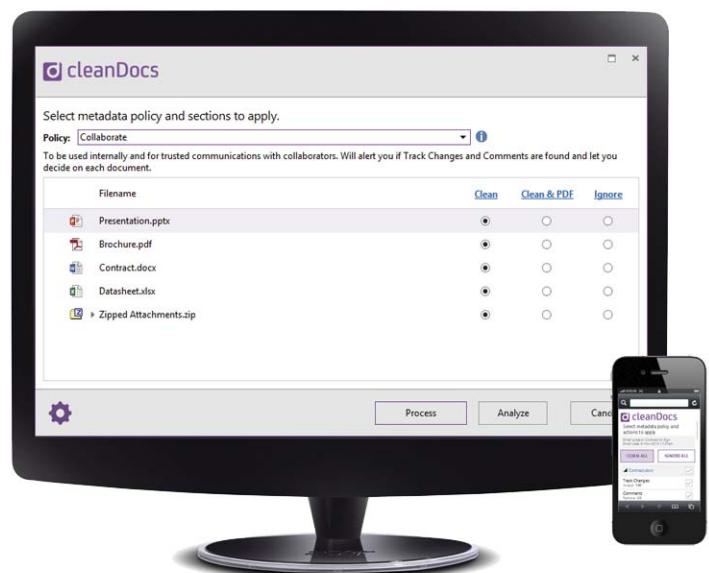 cleanDocs
Select metadata policy and sections to apply.
Policy: Collaborate
To be used internally and for trusted communications with collaborators. Will alert you if Track Changes and Comments are found and let you
decide on each document.
Filename Clean Clean & PDF Ignore
Presentation.pptx
Brochure.pdf
Contract.docx
Datasheet.xlsx
Zipped Attachments.zip
Process Analyze Canc
cleanDocs
Select metadata policy and
actions to apply
CLEAN ALL IGNORE ALL
Track Changes
Comments